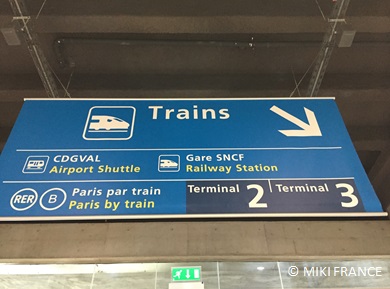 Trains
CDGVAL
Airport Shuttle
Gare SNCF
Railway Station
RER B
Paris par train
Paris by train
Terminal 2
Terminal 3
© MIKI FRANCE